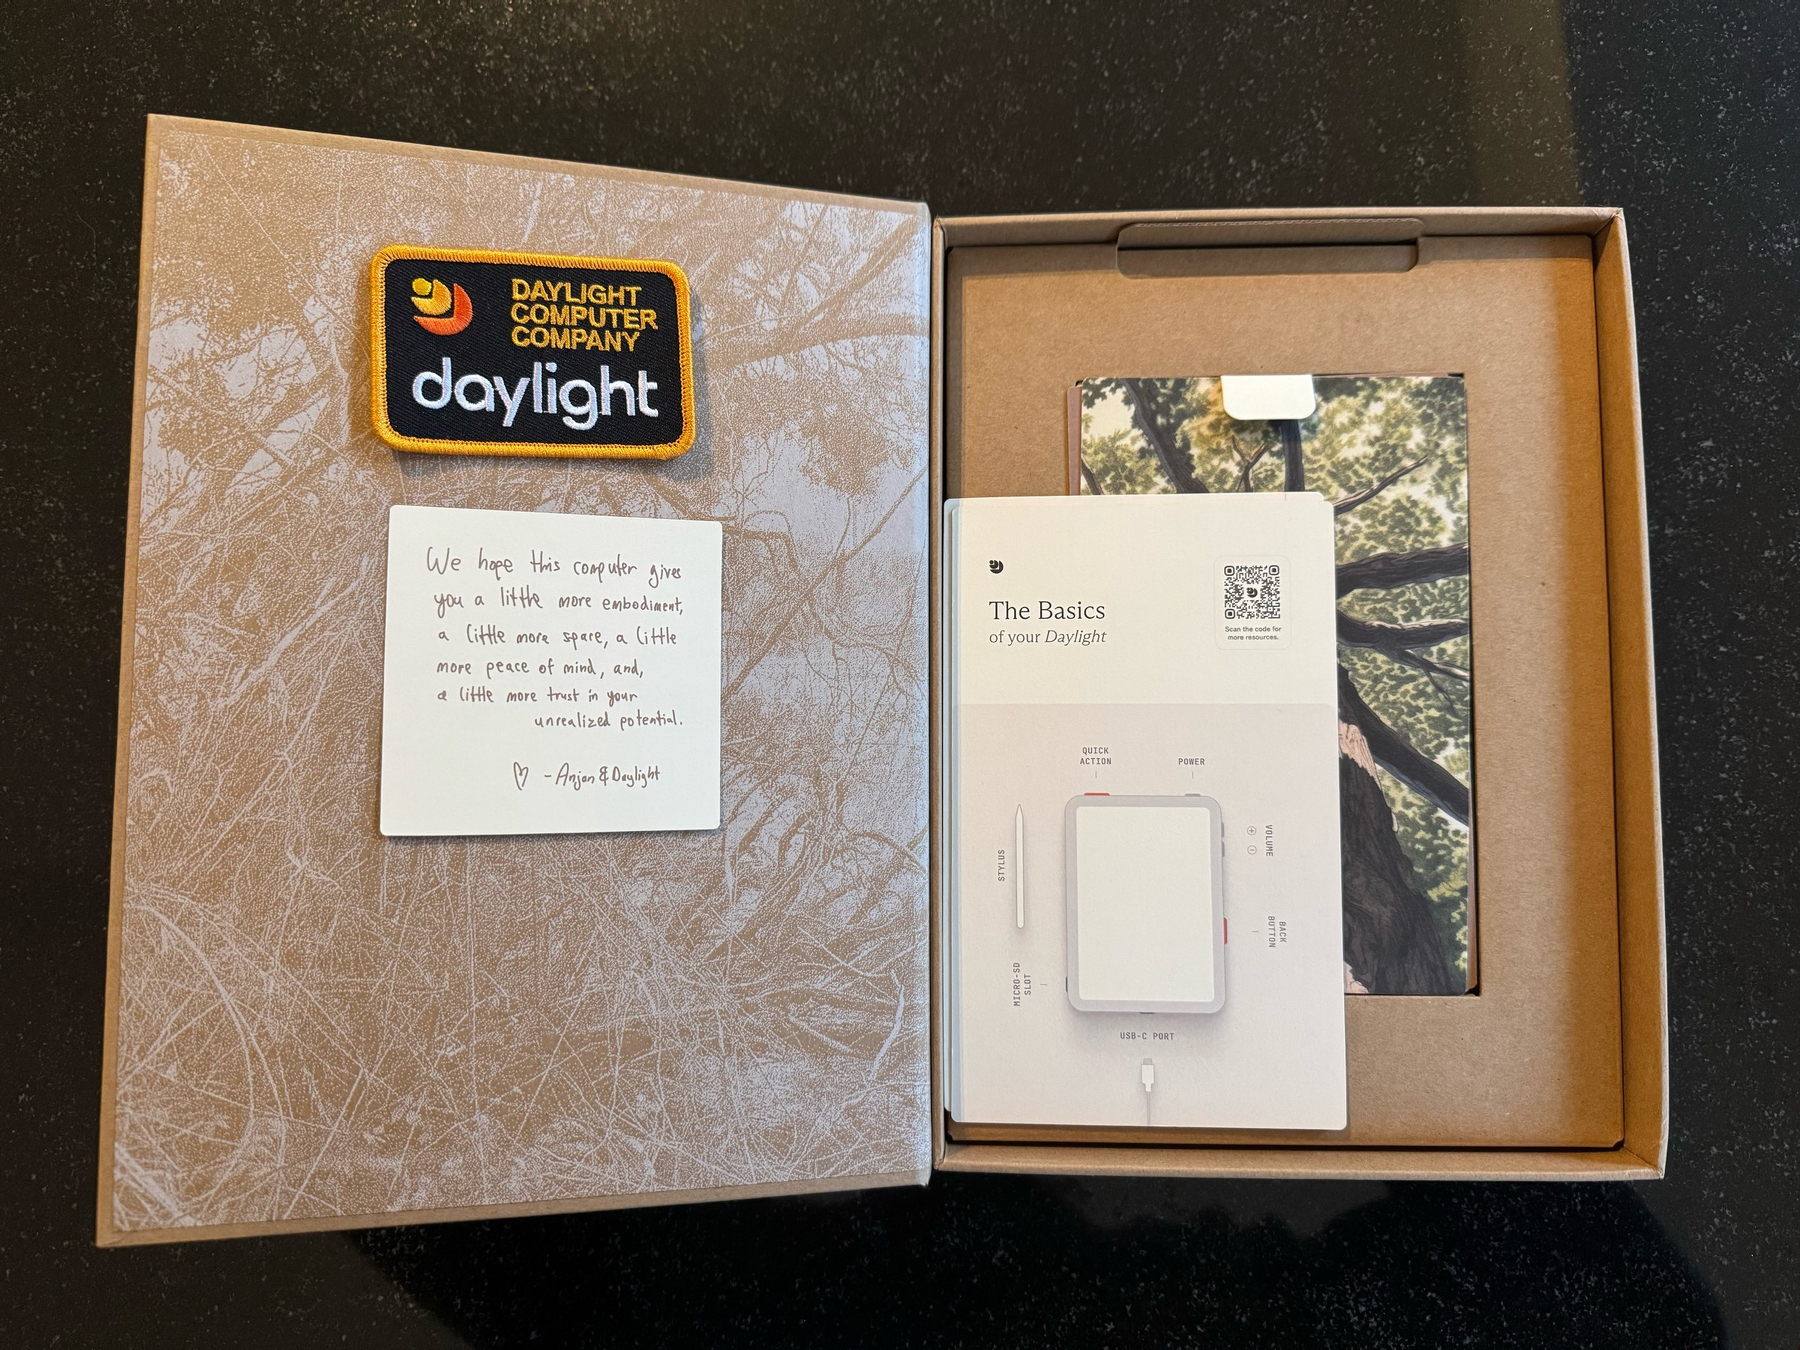 DAYLIGHT
COMPUTER
COMPANY
daylight
We hope this computer gives
you a little more embodiment,
a little more space, a little
more peace of mind, and,
a little more trust in your
unrealized potential.
♡ - Anjan & Daylight
The Basics
of your Daylight
Scan the code for
more resources.
QUICK
ACTION
POWER
STYLUS
VOLUME
BACK
BUTTON
MICRO-SD
SLOT
USB-C PORT